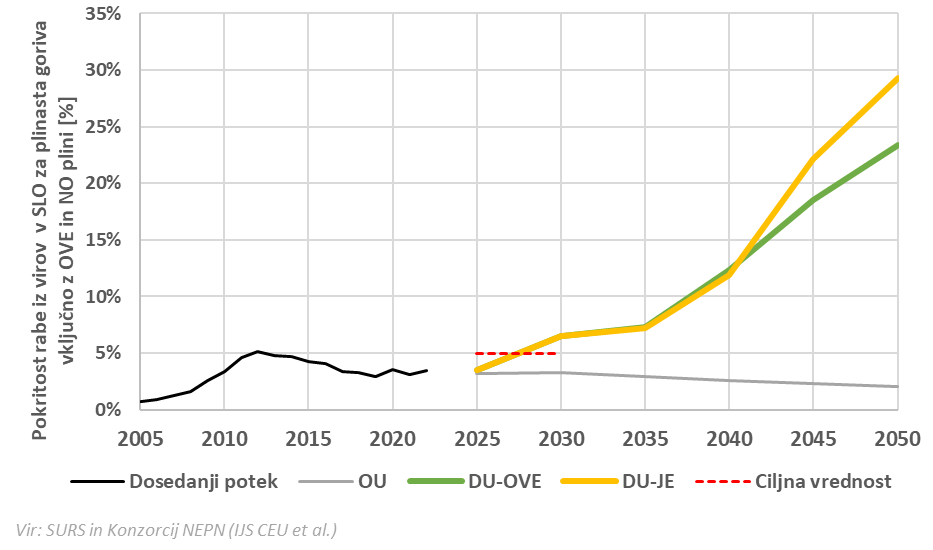 Pokritost rabe iz virov v SLO za plinasta goriva
vključno z OVE in NO plini [%]
35%
30%
25%
20%
15%
10%
5%
0%
2005 2010 2015 2020 2025 2030 2035 2040 2045 2050
Dosedanji potek OU DU-OVE DU-JE Ciljna vrednost
Vir: SURS in Konzorcij NEPN (IJS CEU et al.)